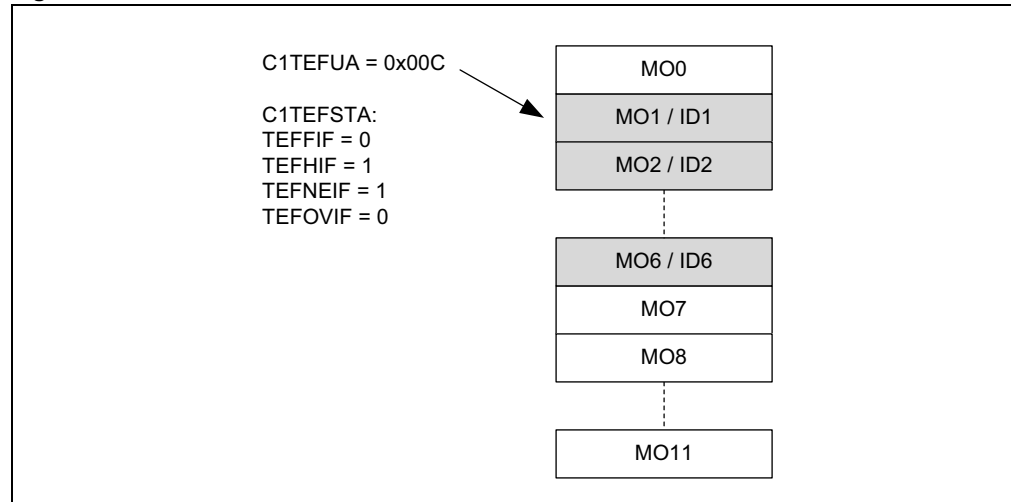 C1TEFUA = 0x00C
C1TEFSTA:
TEFFIF = 0
TEFHIF = 1
TEFNEIF = 1
TEFOVIF = 0
MO0
MO1 / ID1
MO2 / ID2
MO6 / ID6
MO7
MO8
MO11